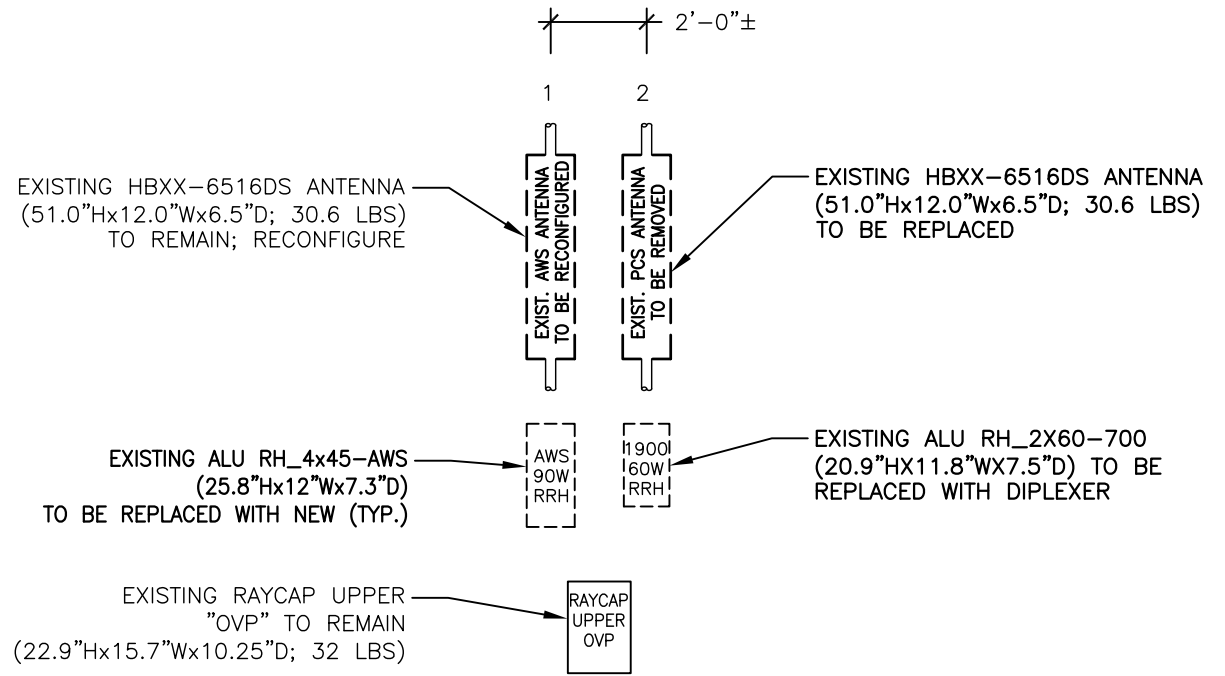 2'-0"±
1
2
EXISTING HBXX-6516DS ANTENNA
(51.0"Hx12.0"Wx6.5"D; 30.6 LBS)
TO REMAIN; RECONFIGURE
EXIST. AWS ANTENNA
TO BE RECONFIGURED
EXIST. PCS ANTENNA
TO BE REMOVED
EXISTING HBXX-6516DS ANTENNA
(51.0"Hx12.0"Wx6.5"D; 30.6 LBS)
TO BE REPLACED
EXISTING ALU RH_4x45-AWS
(25.8"Hx12"Wx7.3"D)
TO BE REPLACED WITH NEW (TYP.)
AWS
90W
RRH
1900
60W
RRH
EXISTING ALU RH_2X60-700
(20.9"HX11.8"WX7.5"D) TO BE
REPLACED WITH DIPLEXER
EXISTING RAYCAP UPPER
"OVP" TO REMAIN
(22.9"Hx15.7"Wx10.25"D; 32 LBS)
RAYCAP
UPPER
OVP